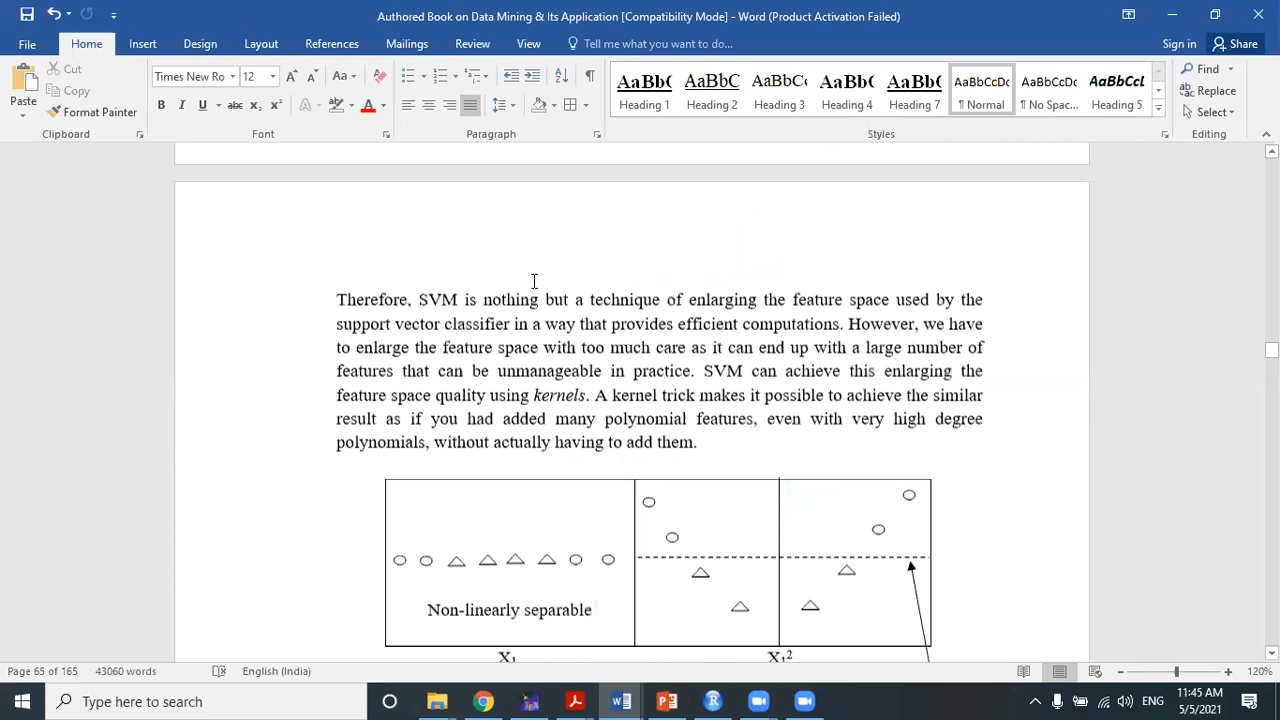 Authored Book on Data Mining & Its Application [Compatibility Mode] - Word (Product Activation Failed)
File Home Insert Design Layout References Mailings Review View Tell me what you want to do... Sign in Share
Paste
Cut
Copy
Format Painter
Clipboard
Times New Ro 12
Aa
B I U abc x₂ x² A A
Font
Paragraph
AaBbC AaBbC AaBbC AaBbC AaBbC AaBbCcDc AaBbCcDc AaBbCcL
Heading 1 Heading 2 Heading 3 Heading 4 Heading 7 ¶ Normal ¶ No Spac... Heading 5
Styles
Find
Replace
Select
Editing
Therefore, SVM is nothing but a technique of enlarging the feature space used by the
support vector classifier in a way that provides efficient computations. However, we have
to enlarge the feature space with too much care as it can end up with a large number of
features that can be unmanageable in practice. SVM can achieve this enlarging the
feature space quality using kernels. A kernel trick makes it possible to achieve the similar
result as if you had added many polynomial features, even with very high degree
polynomials, without actually having to add them.
Non-linearly separable
X₁ X₁²
Page 65 of 165 43060 words English (India) 120%
Type here to search
ENG
11:45 AM
5/5/2021